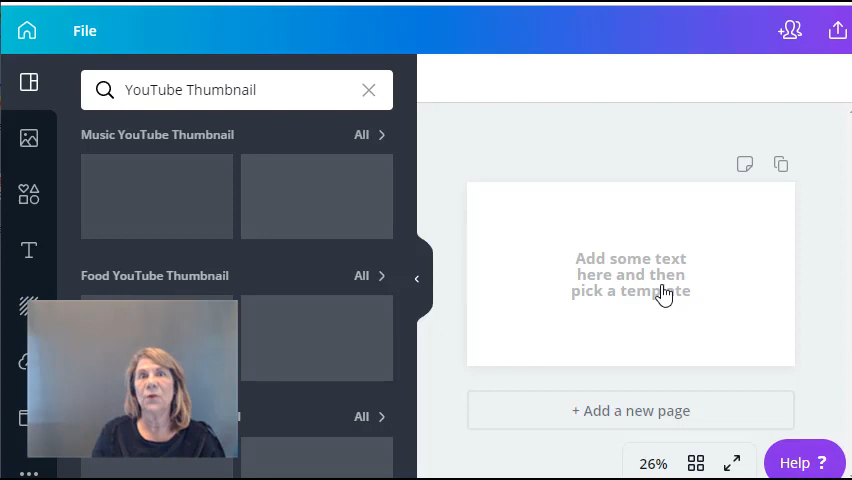 File
YouTube Thumbnail
Music YouTube Thumbnail
All
Food YouTube Thumbnail
All
All
Add some text
here and then
pick a template
+ Add a new page
26%
Help ?